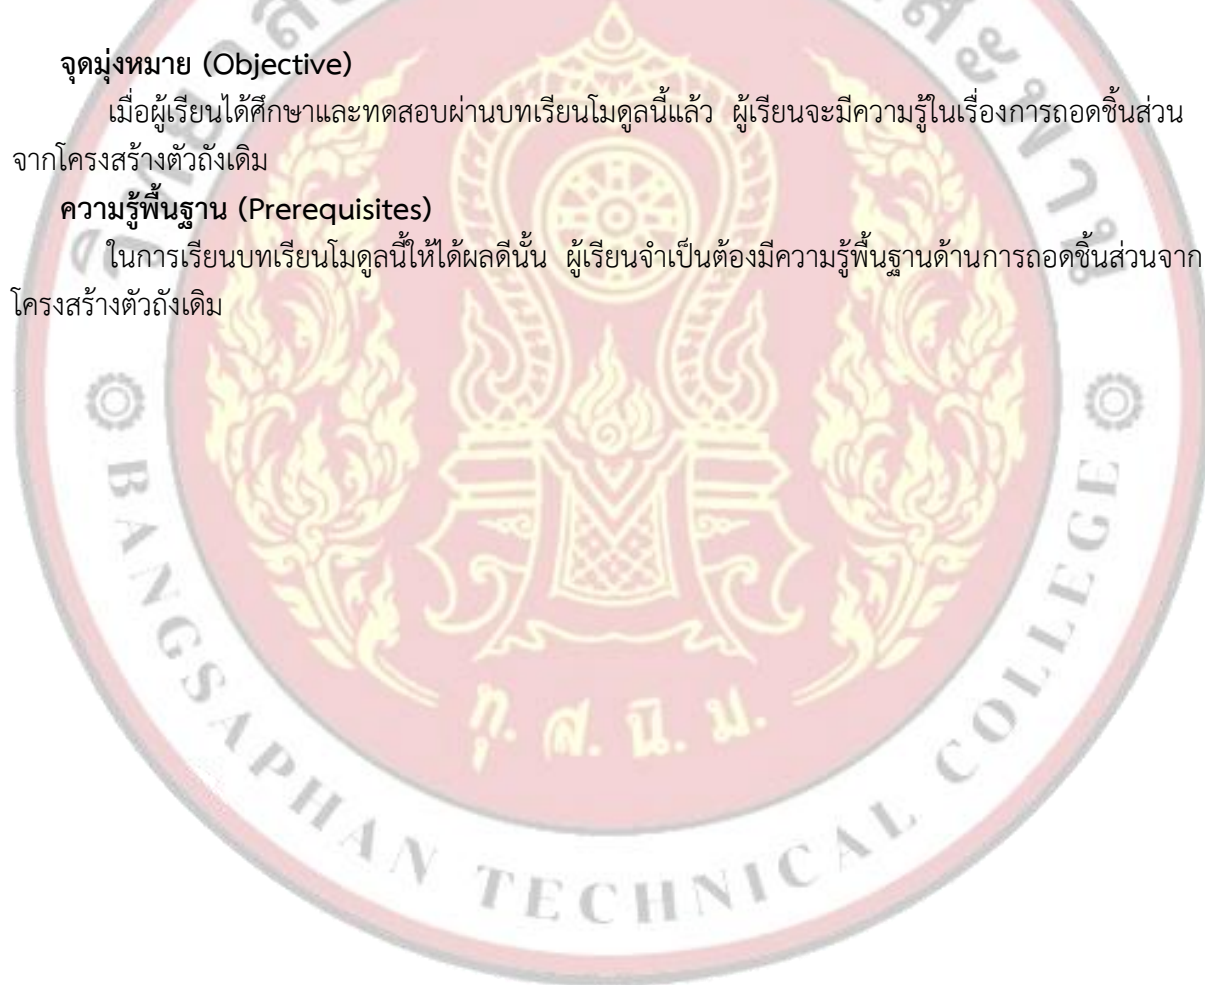 จุดมุ่งหมาย (Objective)
เมื่อผู้เรียนได้ศึกษาและทดสอบผ่านบทเรียนโมดูลนี้แล้ว ผู้เรียนจะมีความรู้ในเรื่องการถอดชิ้นส่วน
จากโครงสร้างตัวถังเดิม
ความรู้พื้นฐาน (Prerequisites)
ในการเรียนบทเรียนโมดูลนี้ให้ได้ผลดีนั้น ผู้เรียนจำเป็นต้องมีความรู้พื้นฐานด้านการถอดชิ้นส่วนจาก
โครงสร้างตัวถังเดิม
ทุ. ส. นิ. ม.
BANGSAPHAN TECHNICAL COLLEGE